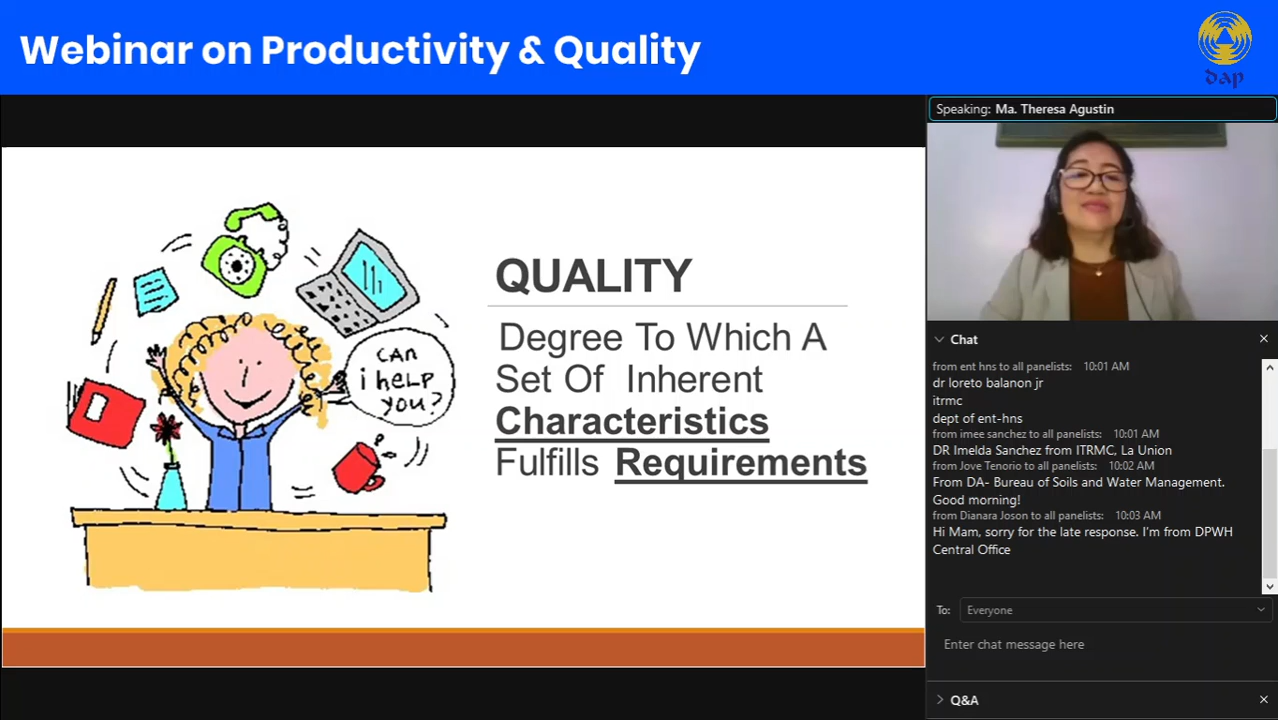 Webinar on Productivity & Quality
dap
CAN
i HELP
YOU?
QUALITY
Degree To Which A
Set Of Inherent
Characteristics
Fulfills Requirements
Speaking: Ma. Theresa Agustin
Chat
from ent hns to all panelists: 10:01 AM
dr loreto balanon jr
itrmc
dept of ent-hns
from imee sanchez to all panelists: 10:01 AM
DR Imelda Sanchez from ITRMC, La Union
from Jove Tenorio to all panelists: 10:02 AM
From DA- Bureau of Soils and Water Management.
Good morning!
from Dianara Joson to all panelists: 10:03 AM
Hi Mam, sorry for the late response. I'm from DPWH
Central Office
To: Everyone
Enter chat message here
Q&A